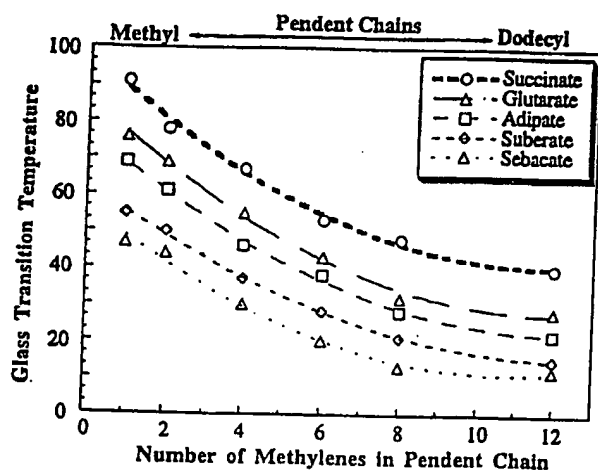 Pendent Chains
Methyl
Dodecyl
100
80
60
40
20
0
Glass Transition Temperature
Succinate
Glutarate
Adipate
Suberate
Sebacate
0 2 4 6 8 10 12
Number of Methylenes in Pendent Chain